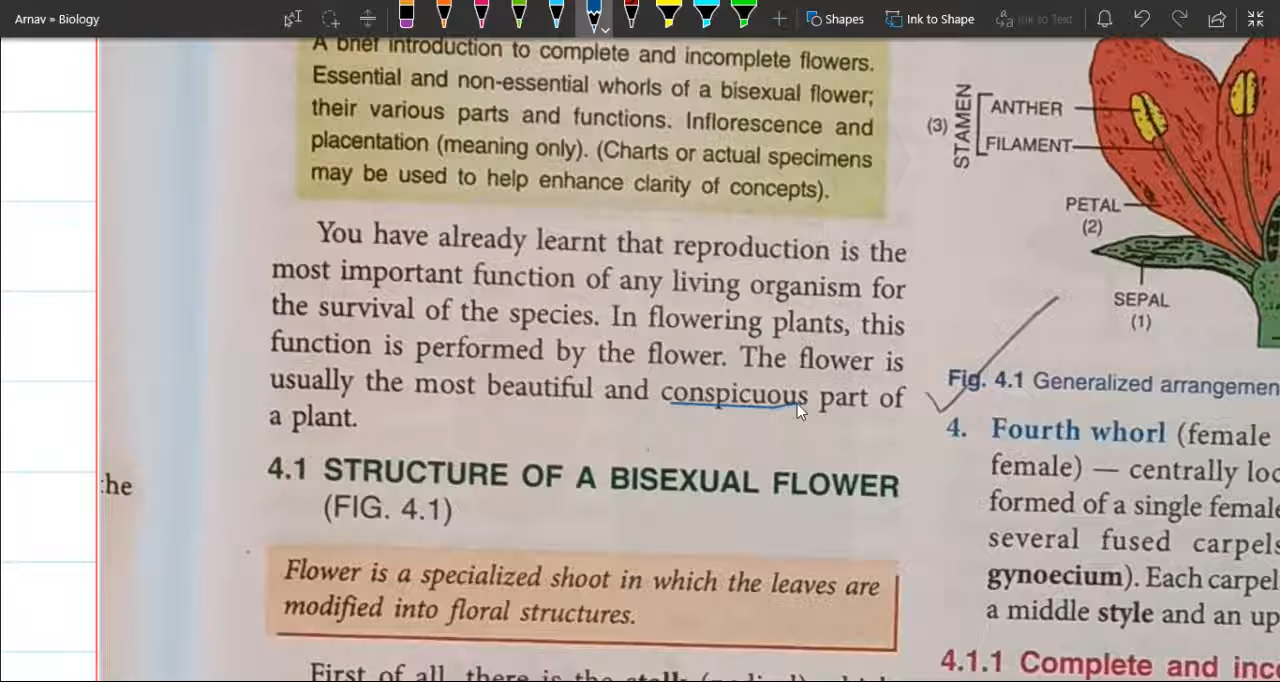 Arnav » Biology
Shapes
Ink to Shape
Ink to Text
A brief introduction to complete and incomplete flowers.
Essential and non-essential whorls of a bisexual flower;
their various parts and functions. Inflorescence and
placentation (meaning only). (Charts or actual specimens
may be used to help enhance clarity of concepts).
You have already learnt that reproduction is the
most important function of any living organism for
the survival of the species. In flowering plants, this
function is performed by the flower. The flower is
usually the most beautiful and conspicuous part of
a plant.
4.1 STRUCTURE OF A BISEXUAL FLOWER
(FIG. 4.1)
Flower is a specialized shoot in which the leaves are
modified into floral structures.
First of all, there is the stalk
he
(3)
STAMEN
ANTHER
FILAMENT
PETAL
(2)
SEPAL
(1)
Fig. 4.1 Generalized arrangemen
4. Fourth whorl (female
female) — centrally loc
formed of a single female
several fused carpels
gynoecium). Each carpel
a middle style and an up
4.1.1 Complete and inc